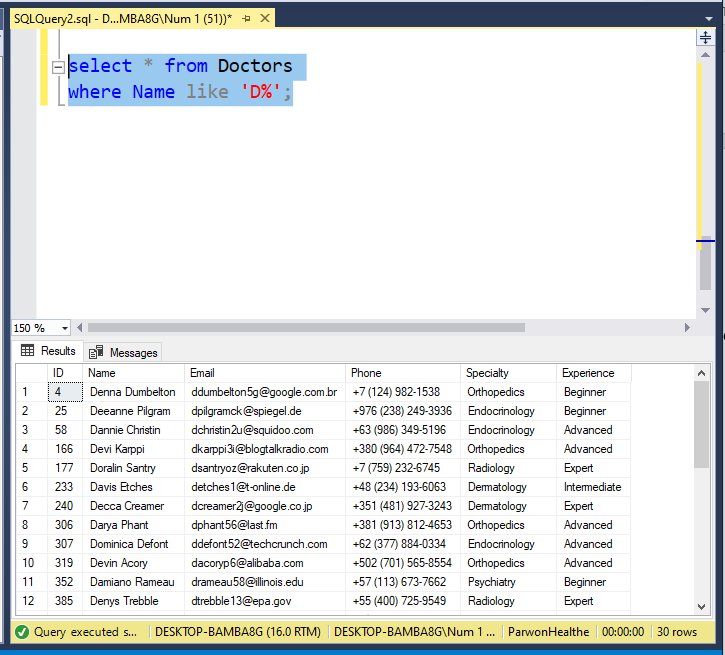 SQLQuery2.sql - D...MBA8G\Num 1 (51))*
select * from Doctors
where Name like 'D%';
150 %
Results Messages
ID Name Email Phone Specialty Experience
1 4 Denna Dumbelton ddumbelton5g@google.com.br +7 (124) 982-1538 Orthopedics Beginner
2 25 Deeanne Pilgram dpilgramck@spiegel.de +976 (238) 249-3936 Endocrinology Beginner
3 58 Dannie Christin dchristin2u@squidoo.com +63 (986) 349-5196 Endocrinology Advanced
4 166 Devi Karppi dkarppi3i@blogtalkradio.com +380 (964) 472-7548 Orthopedics Advanced
5 177 Doralin Santry dsantryoz@rakuten.co.jp +7 (759) 232-6745 Radiology Expert
6 233 Davis Etches detches1@t-online.de +48 (234) 193-6063 Dermatology Intermediate
7 240 Decca Creamer dcreamer2j@google.co.jp +351 (481) 927-3243 Dermatology Expert
8 306 Darya Phant dphant56@last.fm +381 (913) 812-4653 Orthopedics Advanced
9 307 Dominica Defont ddefont52@techcrunch.com +62 (377) 884-0334 Endocrinology Advanced
10 319 Devin Acory dacoryp6@alibaba.com +502 (701) 565-8554 Orthopedics Advanced
11 352 Damiano Rameau drameau58@illinois.edu +57 (113) 673-7662 Psychiatry Beginner
12 385 Denys Trebble dtrebble13@epa.gov +55 (400) 725-9549 Radiology Expert
Query executed s... DESKTOP-BAMBA8G (16.0 RTM) DESKTOP-BAMBA8G\Num 1 ... ParwonHealthe 00:00:00 30 rows